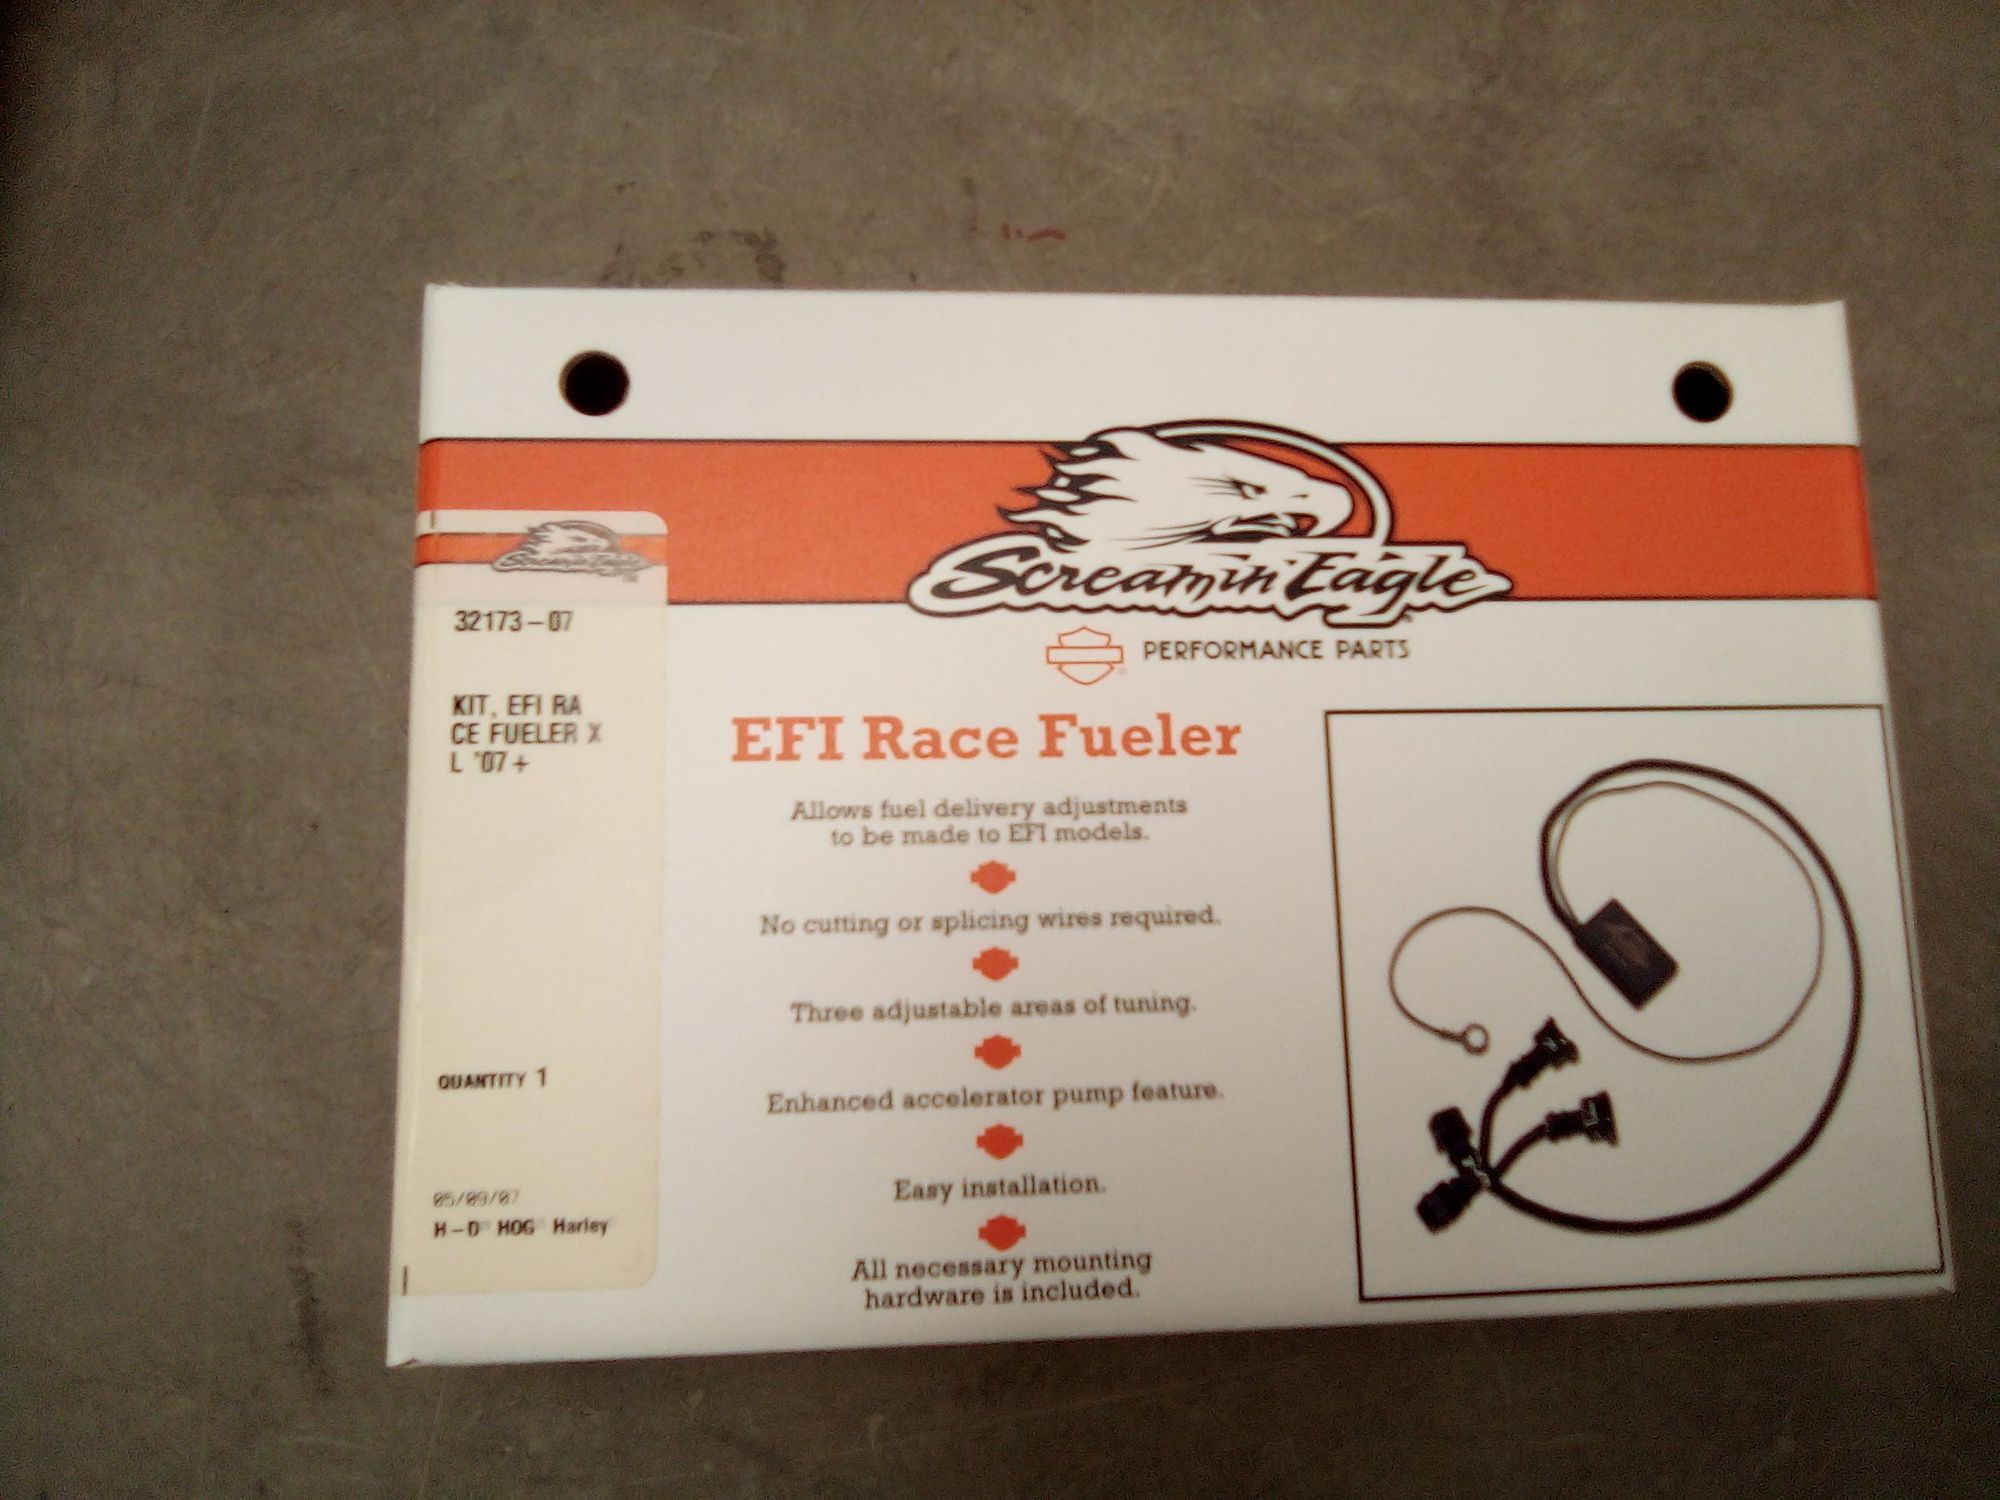 Screamin' Eagle
PERFORMANCE PARTS
Screamin' Eagle
32173-07
KIT, EFI RA
CE FUELER X
L '07+
QUANTITY 1
05/09/07
H-D HOG Harley
EFI Race Fueler
Allows fuel delivery adjustments
to be made to EFI models.
No cutting or splicing wires required.
Three adjustable areas of tuning.
Enhanced accelerator pump feature.
Easy installation.
All necessary mounting
hardware is included.